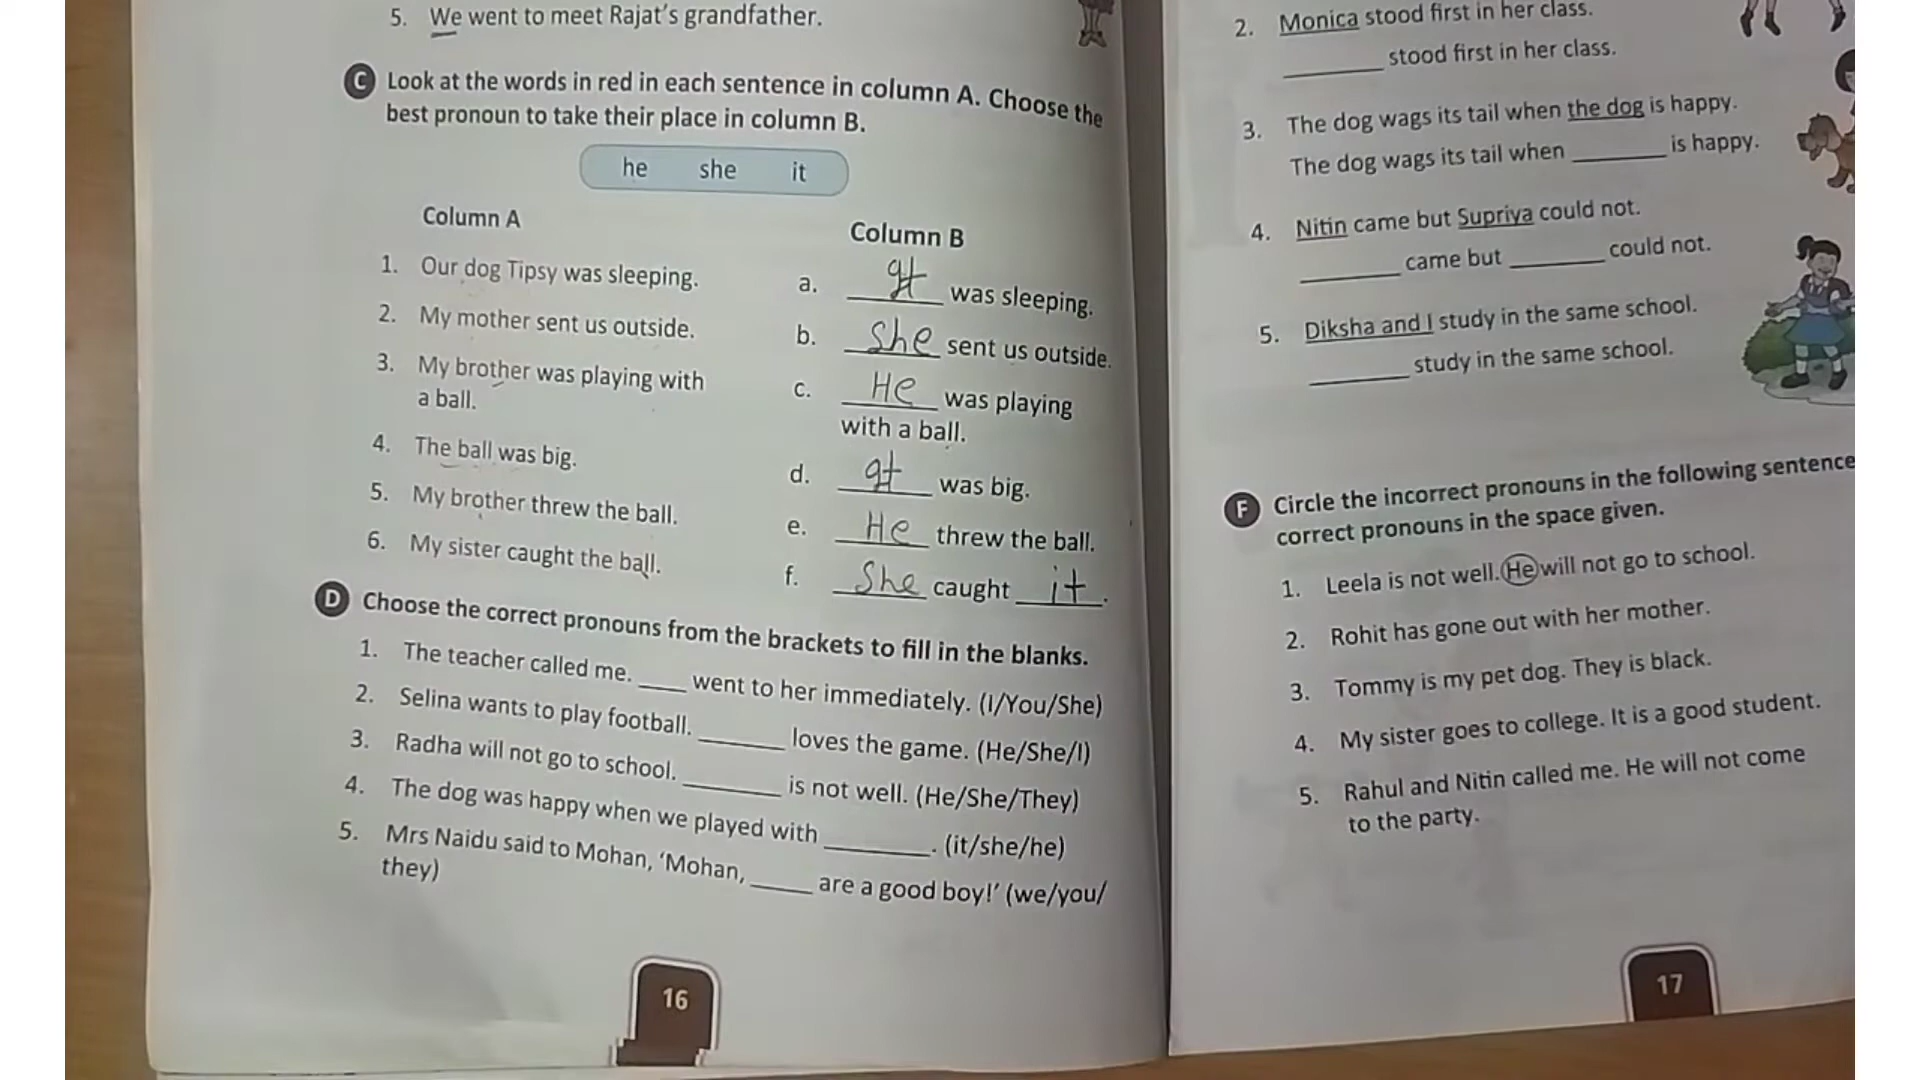 5. We went to meet Rajat's grandfather.
C Look at the words in red in each sentence in column A. Choose the
best pronoun to take their place in column B.
he she it
Column A
1. Our dog Tipsy was sleeping.
2. My mother sent us outside.
3. My brother was playing with
a ball.
4. The ball was big.
5. My brother threw the ball.
6. My sister caught the ball.
Column B
a. It was sleeping.
b. She sent us outside.
c. He was playing
with a ball.
d. It was big.
e. He threw the ball.
f. She caught it.
D Choose the correct pronouns from the brackets to fill in the blanks.
1. The teacher called me. ____ went to her immediately. (I/You/She)
2. Selina wants to play football. ____ loves the game. (He/She/I)
3. Radha will not go to school. ____ is not well. (He/She/They)
4. The dog was happy when we played with ____. (it/she/he)
5. Mrs Naidu said to Mohan, 'Mohan, ____ are a good boy!' (we/you/
they)
16
2. Monica stood first in her class.
____ stood first in her class.
3. The dog wags its tail when the dog is happy.
The dog wags its tail when ____ is happy.
4. Nitin came but Supriya could not.
____ came but ____ could not.
5. Diksha and I study in the same school.
____ study in the same school.
F Circle the incorrect pronouns in the following sentence
correct pronouns in the space given.
1. Leela is not well. He will not go to school.
2. Rohit has gone out with her mother.
3. Tommy is my pet dog. They is black.
4. My sister goes to college. It is a good student.
5. Rahul and Nitin called me. He will not come
to the party.
17